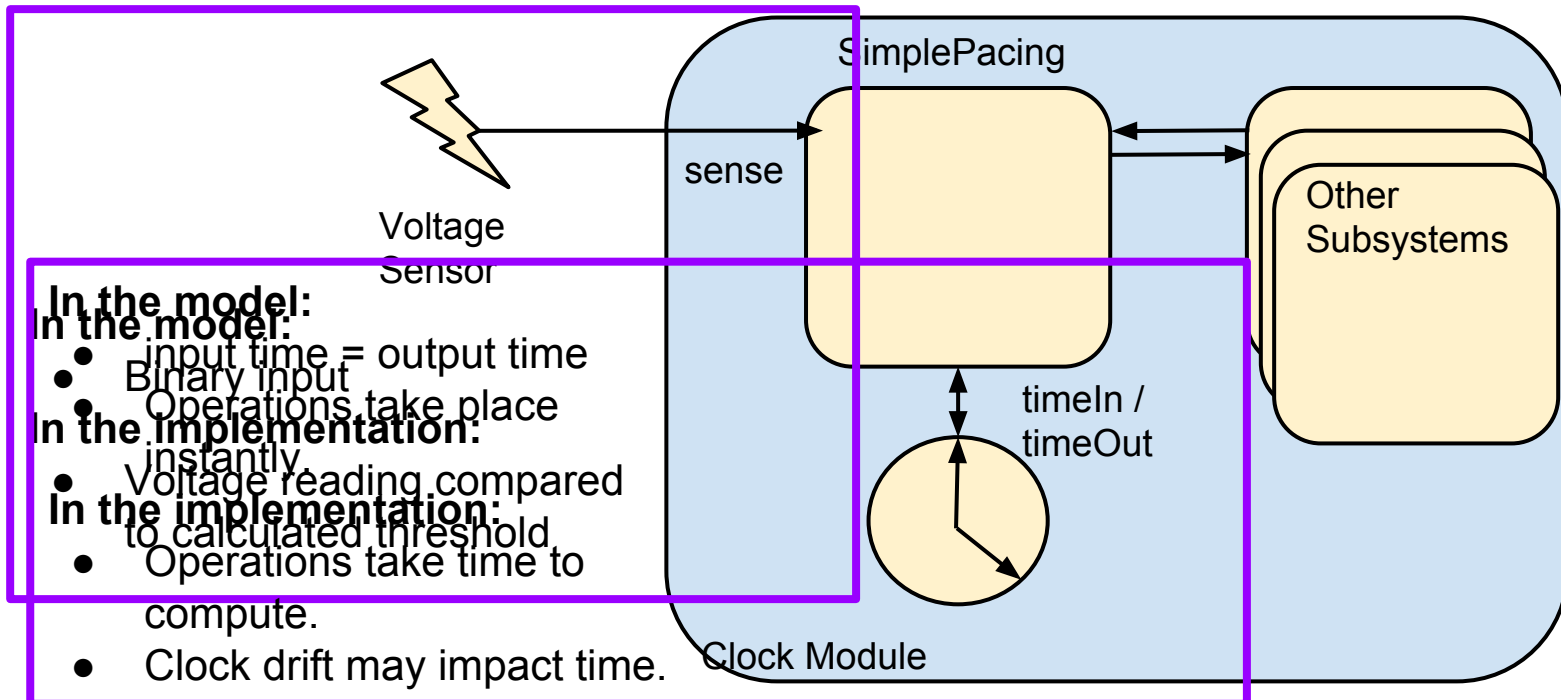 SimplePacing
sense
Voltage
Sensor
Other
Subsystems
In the model:
● Binary input
In the implementation:
● Voltage reading compared
to calculated threshold
In the model:
● input time = output time
● Operations take place
instantly.
In the implementation:
● Operations take time to
compute.
● Clock drift may impact time.
timeIn /
timeOut
Clock Module